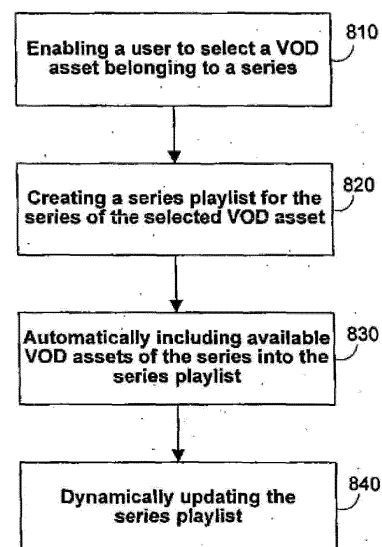 810
Enabling a user to select a VOD
asset belonging to a series
820
Creating a series playlist for the
series of the selected VOD asset
830
Automatically including available
VOD assets of the series into the
series playlist
840
Dynamically updating the
series playlist